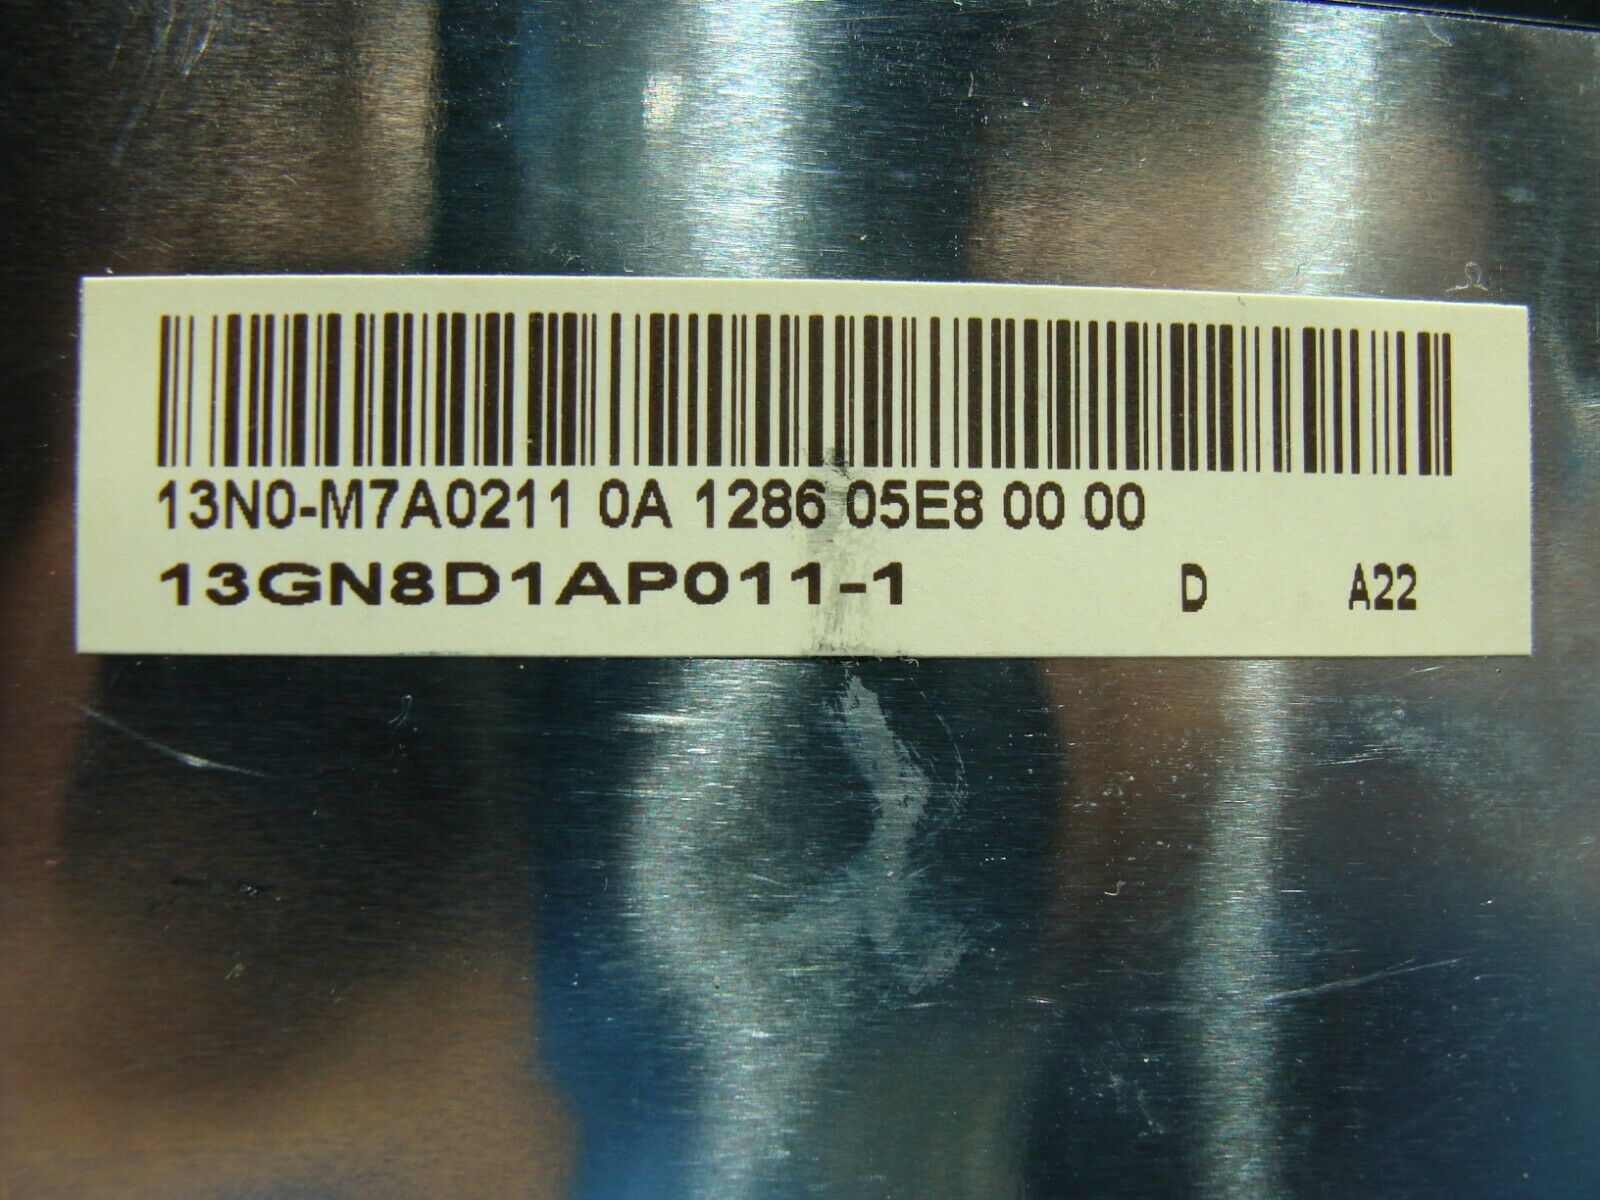 13N0-M7A0211 0A 1286 05E8 00 00
13GN8D1AP011-1 D A22